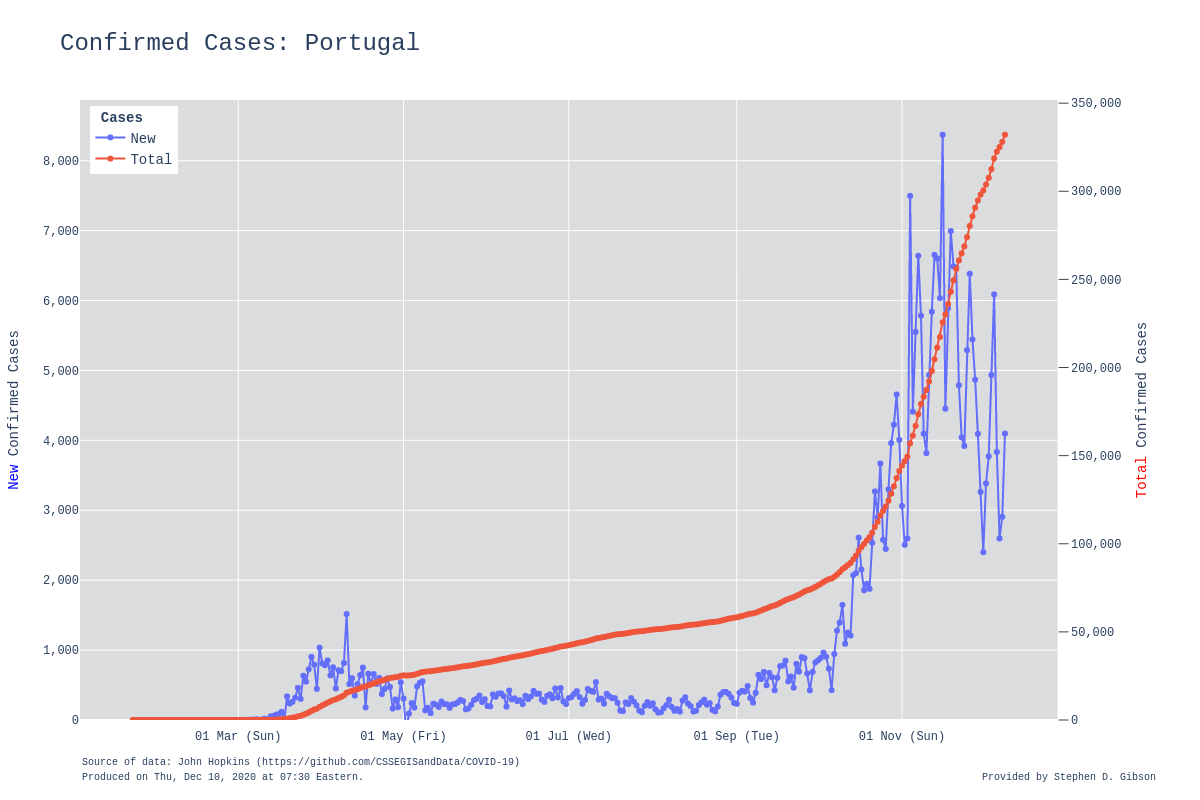 Confirmed Cases: Portugal
Cases
New
Total
8,000
7,000
6,000
5,000
4,000
3,000
2,000
1,000
0
New Confirmed Cases
350,000
300,000
250,000
200,000
150,000
100,000
50,000
0
Total Confirmed Cases
01 Mar (Sun)
01 May (Fri)
01 Jul (Wed)
01 Sep (Tue)
01 Nov (Sun)
Source of data: John Hopkins (https://github.com/CSSEGISandData/COVID-19)
Produced on Thu, Dec 10, 2020 at 07:30 Eastern.
Provided by Stephen D. Gibson